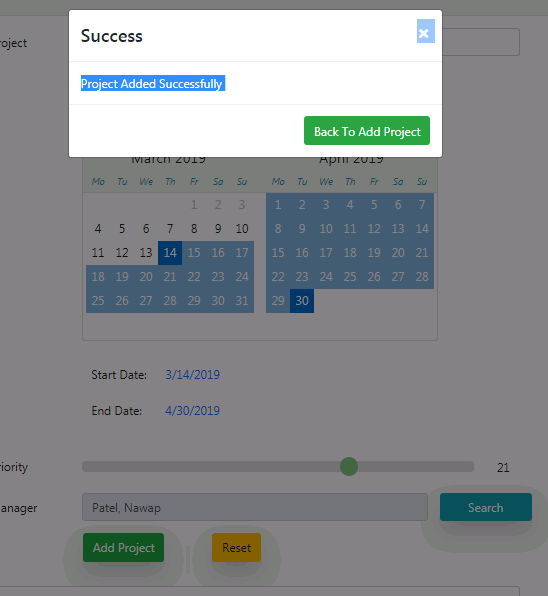 Success ×
Project Added Successfully
Back To Add Project
roject
March 2019 April 2019
Mo Tu We Th Fr Sa Su Mo Tu We Th Fr Sa Su
1 2 3 1 2 3 4 5 6 7
4 5 6 7 8 9 10 8 9 10 11 12 13 14
11 12 13 14 15 16 17 15 16 17 18 19 20 21
18 19 20 21 22 23 24 22 23 24 25 26 27 28
25 26 27 28 29 30 31 29 30
Start Date: 3/14/2019
End Date: 4/30/2019
iority 21
anager Patel, Nawap Search
Add Project Reset